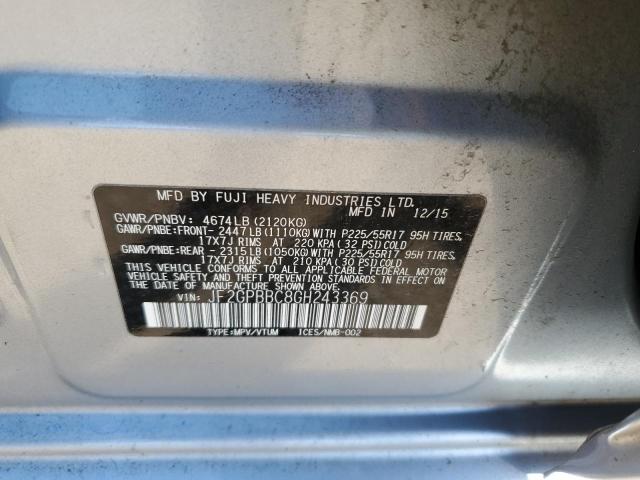 MFD BY FUJI HEAVY INDUSTRIES LTD.
GVWR/PNBV: 4674LB (2120KG) MFD IN 12/15
GAWR/PNBE:FRONT- 2447LB(1110KG)WITH P225/55R17 95H TIRES,
17X7J RIMS AT 220 KPA (32 PSI)COLD
GAWR/PNBE:REAR - 2315LB(1050KG)WITH P225/55R17 95H TIRES,
17X7J RIMS AT 210 KPA (30 PSI)COLD
THIS VEHICLE CONFORMS TO ALL APPLICABLE FEDERAL MOTOR
VEHICLE SAFETY, BUMPER, AND THEFT PREVENTION STANDARDS IN
EFFECT ON THE DATE OF MANUFACTURE SHOWN ABOVE.
VIN: JF2GPBBC8GH243369
TYPE:MPV/VTUM ICES/NMB-002